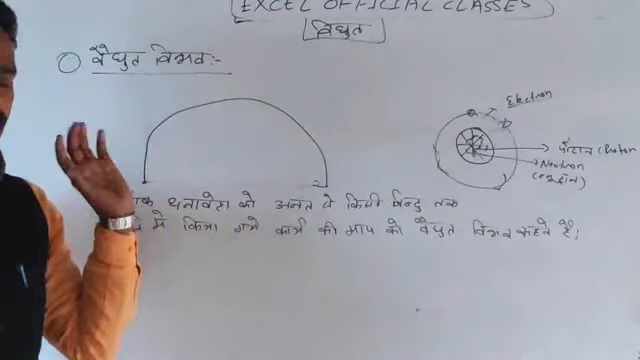 EXCEL OFFICIAL CLASSES
विद्युत
वैद्युत विभव:-
Electron
प्रोटान (Proton
Neutron
(न्यूट्रॉन)
धनावेश को अनंत से किसी बिन्दु तक
में किये गये कार्य की माप को वैद्युत विभव कहते हैं।